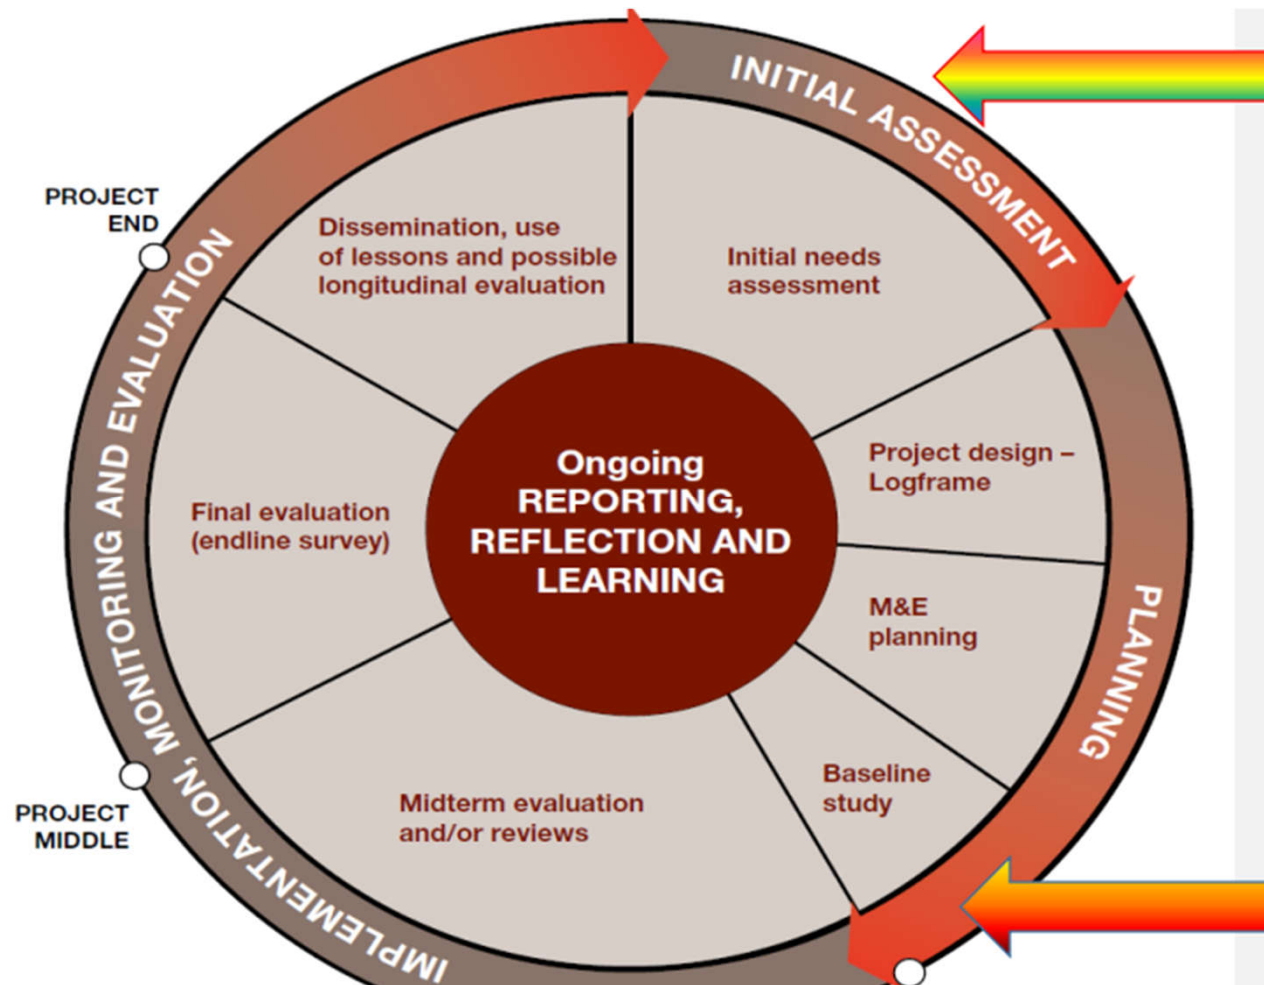 INITIAL ASSESSMENT
PROJECT
END
Dissemination, use
of lessons and possible
longitudinal evaluation
Initial needs
assessment
Project design –
Logframe
Final evaluation
(endline survey)
Ongoing
REPORTING,
REFLECTION AND
LEARNING
M&E
planning
PLANNING
Baseline
study
Midterm evaluation
and/or reviews
PROJECT
MIDDLE
IMPLEMENTATION, MONITORING AND EVALUATION